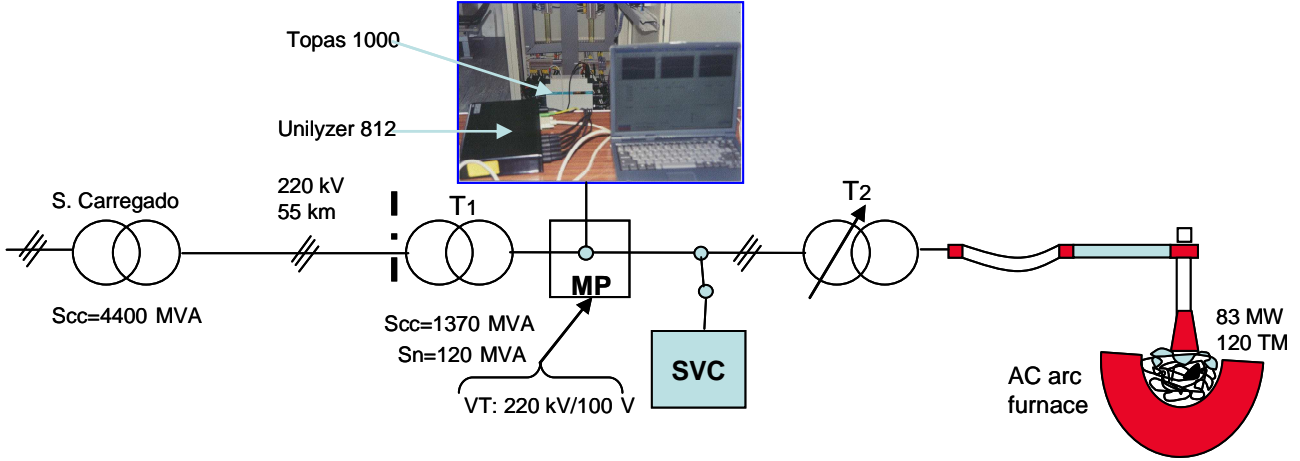 Topas 1000
Unilyzer 812
S. Carregado
220 kV
55 km
T1
T2
MP
Scc=4400 MVA
Scc=1370 MVA
Sn=120 MVA
VT: 220 kV/100 V
SVC
83 MW
120 TM
AC arc
furnace